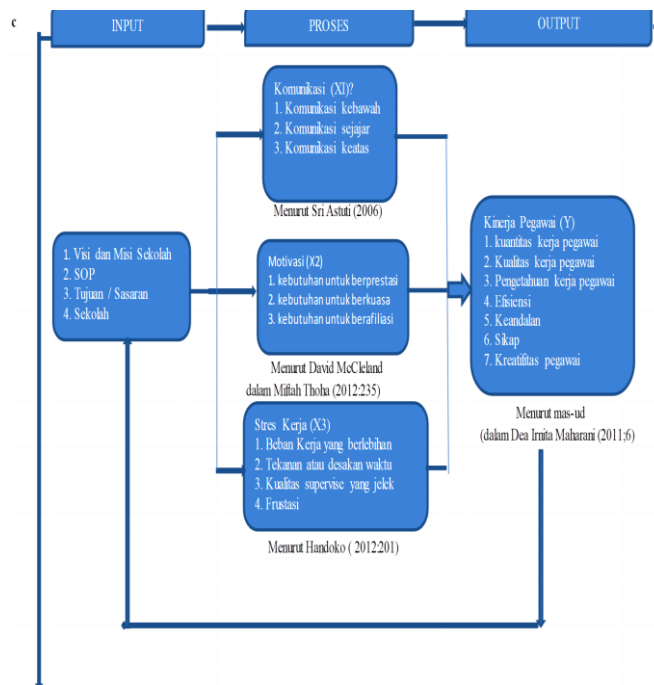 c
INPUT
PROSES
OUTPUT
Komunikasi (XI)?
1. Komunikasi kebawah
2. Komunikasi sejajar
3. Komunikasi keatas
Menurut Sri Astuti (2006)
1. Visi dan Misi Sekolah
2. SOP
3. Tujuan / Sasaran
4. Sekolah
Motivasi (X2)
1. kebutuhan untuk berprestasi
2. kebutuhan untuk berkuasa
3. kebutuhan untuk berafiliasi
Menurut David McCleland
dalam Miftah Thoha (2012:235)
Stres Kerja (X3)
1. Beban Kerja yang berlebihan
2. Tekanan atau desakan waktu
3. Kualitas supervise yang jelek
4. Frustasi
Menurut Handoko ( 2012:201)
Kinerja Pegawai (Y)
1. kuantitas kerja pegawai
2. Kualitas kerja pegawai
3. Pengetahuan kerja pegawai
4. Efisiensi
5. Keandalan
6. Sikap
7. Kreatifitas pegawai
Menurut mas-ud
(dalam Dea Irnita Maharani (2011;6)